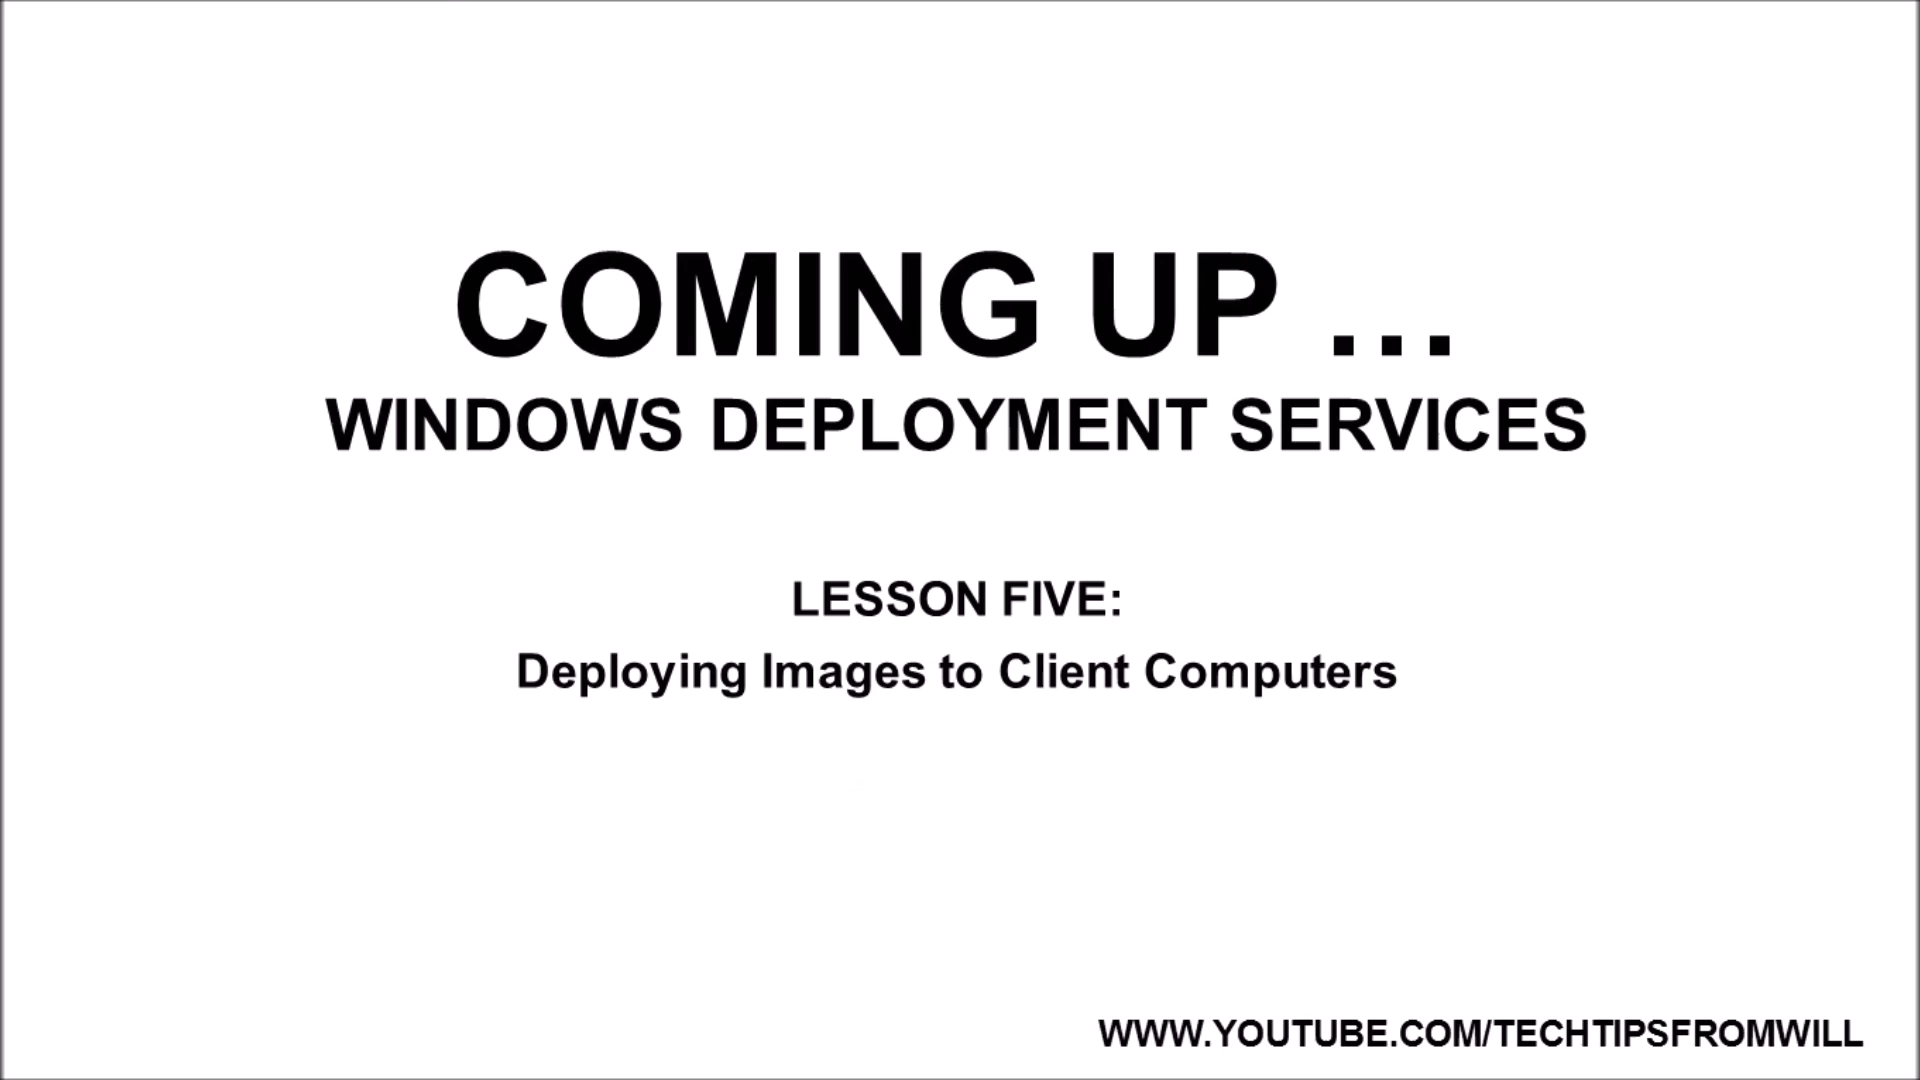 COMING UP ...
WINDOWS DEPLOYMENT SERVICES
LESSON FIVE:
Deploying Images to Client Computers
WWW.YOUTUBE.COM/TECHTIPSFROMWILL